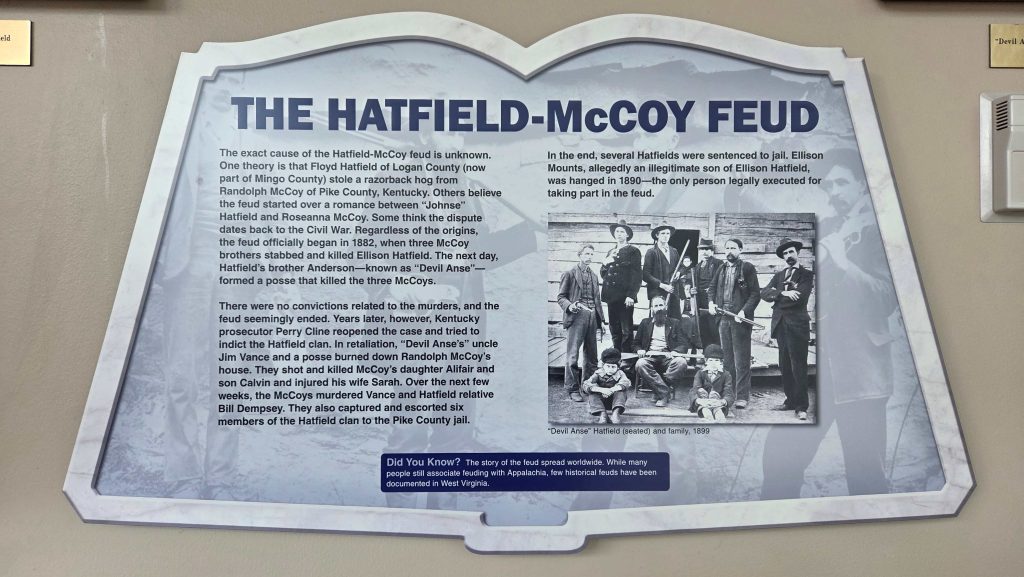 eld
"Devil A
THE HATFIELD-McCOY FEUD
The exact cause of the Hatfield-McCoy feud is unknown.
One theory is that Floyd Hatfield of Logan County (now
part of Mingo County) stole a razorback hog from
Randolph McCoy of Pike County, Kentucky. Others believe
the feud started over a romance between "Johnse"
Hatfield and Roseanna McCoy. Some think the dispute
dates back to the Civil War. Regardless of the origins,
the feud officially began in 1882, when three McCoy
brothers stabbed and killed Ellison Hatfield. The next day,
Hatfield's brother Anderson—known as "Devil Anse"—
formed a posse that killed the three McCoys.
There were no convictions related to the murders, and the
feud seemingly ended. Years later, however, Kentucky
prosecutor Perry Cline reopened the case and tried to
indict the Hatfield clan. In retaliation, "Devil Anse's" uncle
Jim Vance and a posse burned down Randolph McCoy's
house. They shot and killed McCoy's daughter Alifair and
son Calvin and injured his wife Sarah. Over the next few
weeks, the McCoys murdered Vance and Hatfield relative
Bill Dempsey. They also captured and escorted six
members of the Hatfield clan to the Pike County jail.
In the end, several Hatfields were sentenced to jail. Ellison
Mounts, allegedly an illegitimate son of Ellison Hatfield,
was hanged in 1890—the only person legally executed for
taking part in the feud.
"Devil Anse" Hatfield (seated) and family, 1899
Did You Know? The story of the feud spread worldwide. While many
people still associate feuding with Appalachia, few historical feuds have been
documented in West Virginia.